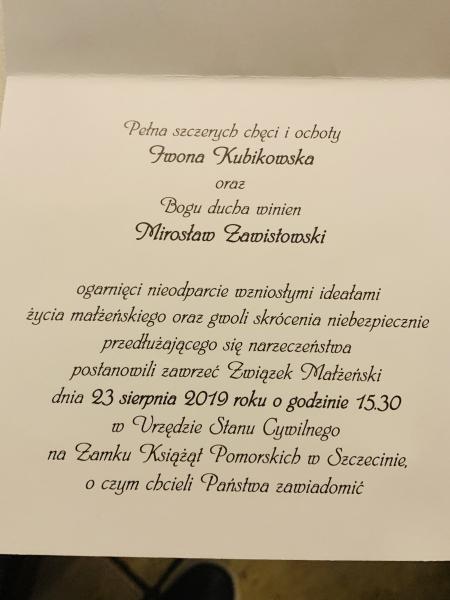 Pełna szczerych chęci i ochoty
Iwona Kubikowska
oraz
Bogu ducha winien
Mirosław Zawistowski
ogarnięci nieodparcie wzniosłymi ideałami
życia małżeńskiego oraz gwoli skrócenia niebezpiecznie
przedłużającego się narzeczeństwa
postanowili zawrzeć Związek Małżeński
dnia 23 sierpnia 2019 roku o godzinie 15.30
w Urzędzie Stanu Cywilnego
na Zamku Książąt Pomorskich w Szczecinie,
o czym chcieli Państwa zawiadomić